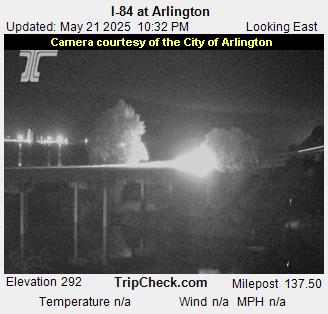 I-84 at Arlington
Updated: May 21 2025 10:32 PM Looking East
Camera courtesy of the City of Arlington
Elevation 292 TripCheck.com Milepost 137.50
Temperature n/a Wind n/a MPH n/a